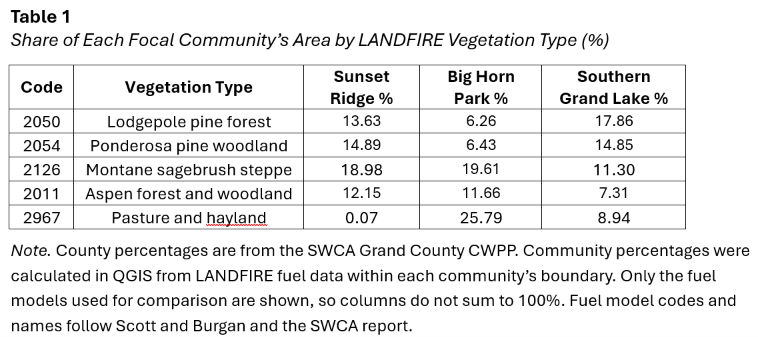 Table 1
Share of Each Focal Community’s Area by LANDFIRE Vegetation Type (%)
Code Vegetation Type Sunset Ridge % Big Horn Park % Southern Grand Lake %
2050 Lodgepole pine forest 13.63 6.26 17.86
2054 Ponderosa pine woodland 14.89 6.43 14.85
2126 Montane sagebrush steppe 18.98 19.61 11.30
2011 Aspen forest and woodland 12.15 11.66 7.31
2967 Pasture and hayland 0.07 25.79 8.94
Note. County percentages are from the SWCA Grand County CWPP. Community percentages were
calculated in QGIS from LANDFIRE fuel data within each community’s boundary. Only the fuel
models used for comparison are shown, so columns do not sum to 100%. Fuel model codes and
names follow Scott and Burgan and the SWCA report.